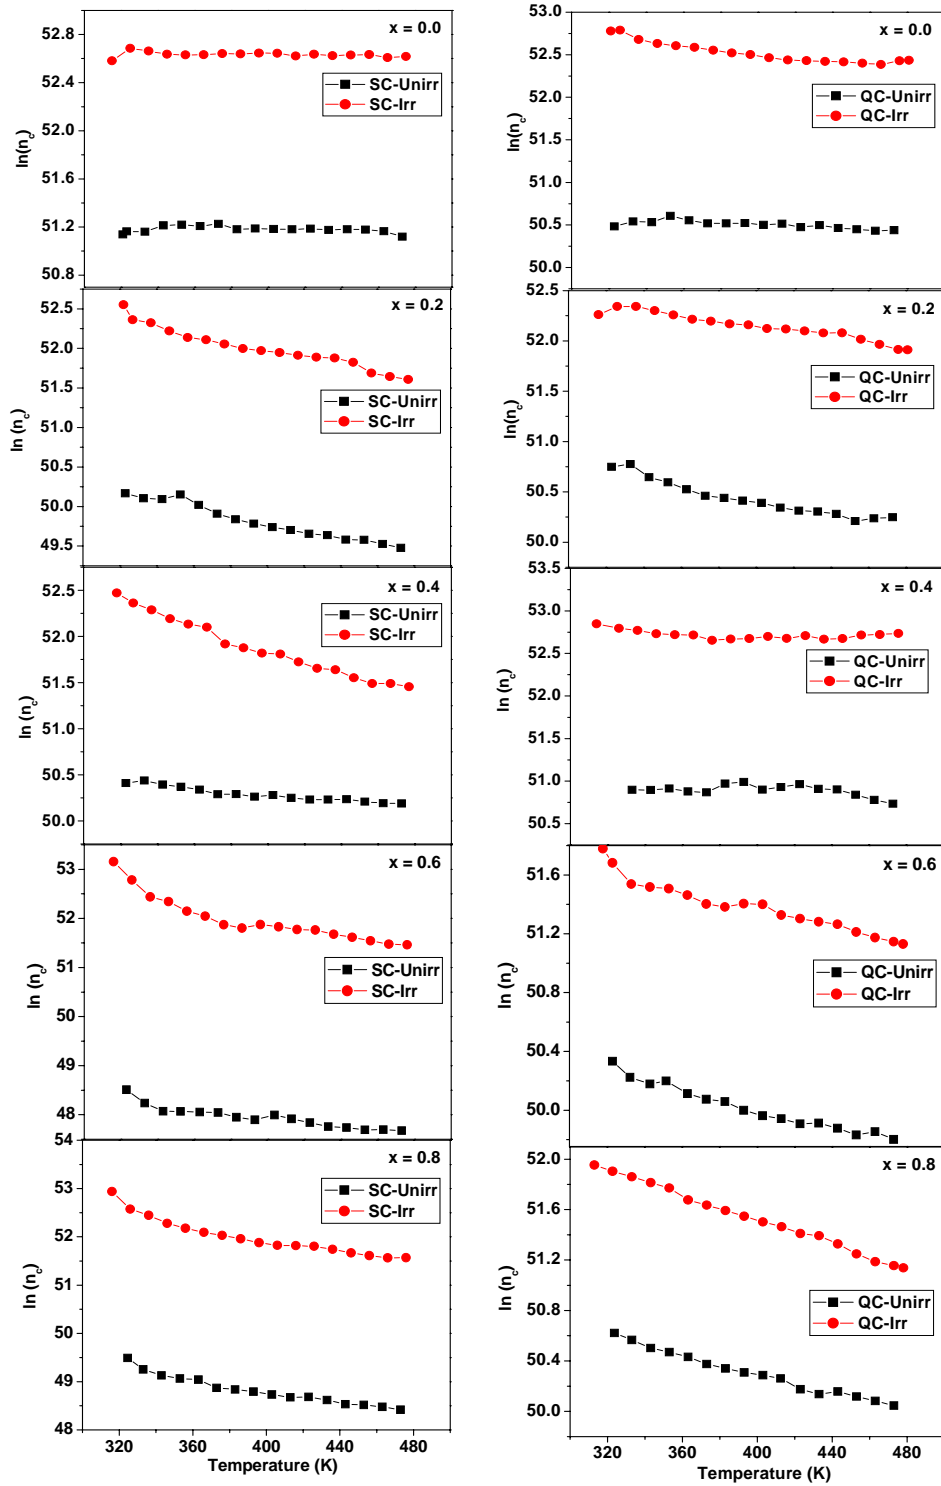 x = 0.0
52.8
52.4
52.0
51.6
51.2
50.8
ln(n_c)
SC-Unirr
SC-Irr
x = 0.2
52.5
52.0
51.5
51.0
50.5
50.0
49.5
ln (n_c)
SC-Unirr
SC-Irr
x = 0.4
52.5
52.0
51.5
51.0
50.5
50.0
ln (n_c)
SC-Unirr
SC-Irr
x = 0.6
53
52
51
50
49
48
ln (n_c)
SC-Unirr
SC-Irr
x = 0.8
54
53
52
51
50
49
48
ln (n_c)
SC-Unirr
SC-Irr
320 360 400 440 480
Temperature (K)
x = 0.0
53.0
52.5
52.0
51.5
51.0
50.5
50.0
ln(n_c)
QC-Unirr
QC-Irr
x = 0.2
52.5
52.0
51.5
51.0
50.5
50.0
ln(n_c)
QC-Unirr
QC-Irr
x = 0.4
53.5
53.0
52.5
52.0
51.5
51.0
50.5
ln (n_c)
QC-Unirr
QC-Irr
x = 0.6
51.6
51.2
50.8
50.4
50.0
ln (n_c)
QC-Unirr
QC-Irr
x = 0.8
52.0
51.6
51.2
50.8
50.4
50.0
ln (n_c)
QC-Unirr
QC-Irr
320 360 400 440 480
Temperature (K)